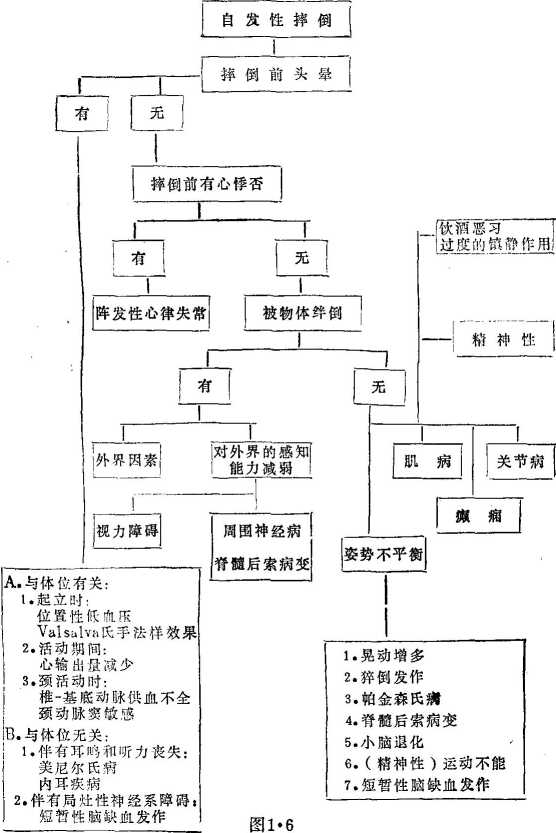 自发性摔倒
摔倒前头晕
有
无
摔倒前有心悸否
有
无
饮酒恶习
过度的镇静作用
阵发性心律失常
被物体绊倒
精神性
有
无
外界因素
对外界的感知
能力减弱
肌病
关节病
癫痫
视力障碍
周围神经病
脊髓后索病变
姿势不平衡
A.与体位有关:
1.起立时:
位置性低血压
Valsalva氏手法样效果
2.活动期间:
心输出量减少
3.颈活动时:
椎-基底动脉供血不全
颈动脉窦敏感
B.与体位无关:
1.伴有耳鸣和听力丧失:
美尼尔氏病
内耳疾病
2.伴有局灶性神经系障碍:
短暂性脑缺血发作
1.晃动增多
2.猝倒发作
3.帕金森氏病
4.脊髓后索病变
5.小脑退化
6.(精神性)运动不能
7.短暂性脑缺血发作
图1·6